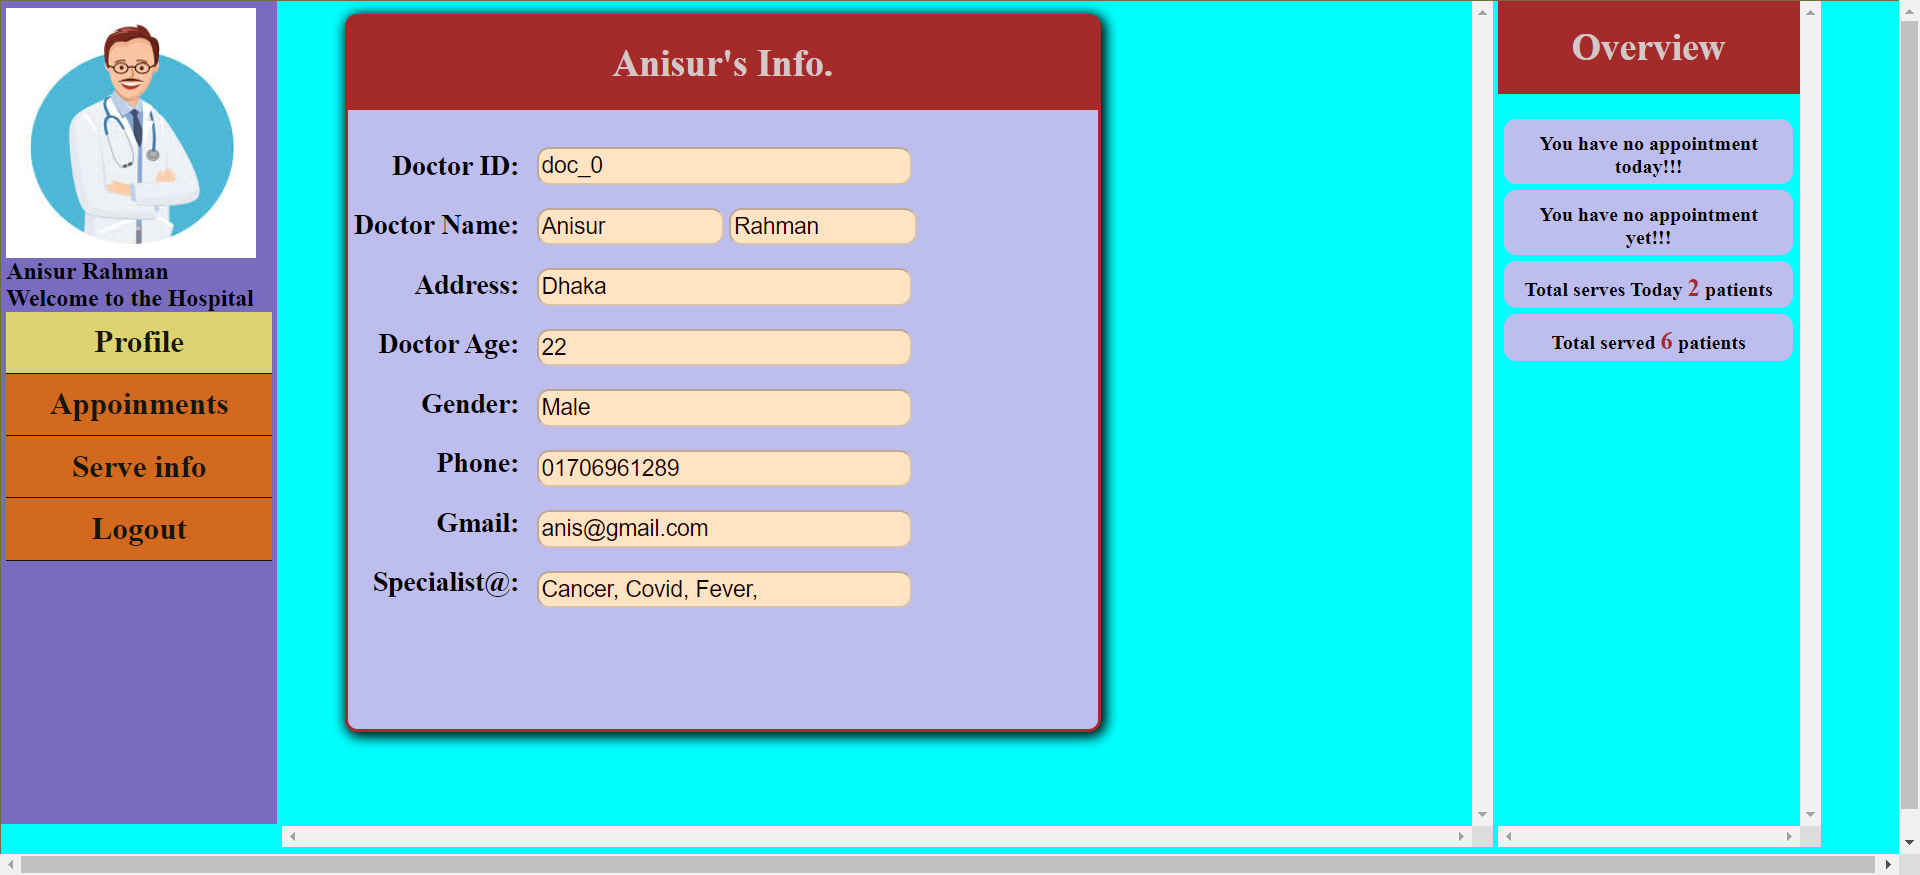 Anisur Rahman
Welcome to the Hospital
Profile
Appoinments
Serve info
Logout
Anisur's Info.
Doctor ID: doc_0
Doctor Name: Anisur Rahman
Address: Dhaka
Doctor Age: 22
Gender: Male
Phone: 01706961289
Gmail: anis@gmail.com
Specialist@: Cancer, Covid, Fever,
Overview
You have no appointment
today!!!
You have no appointment
yet!!!
Total serves Today 2 patients
Total served 6 patients